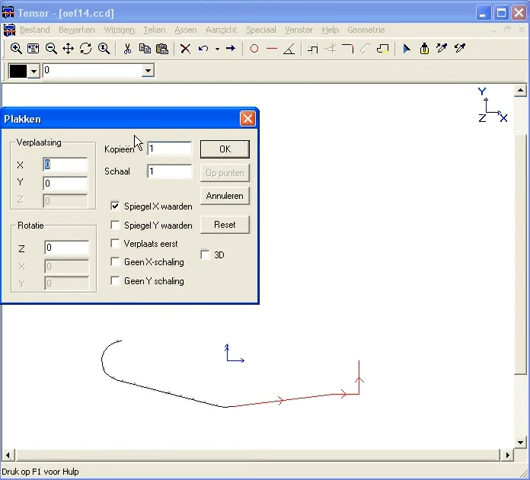 Tensor - [oef14.ccd]
Bestand Bewerken Wijzigen Teken Assen Aanzicht Speciaal Venster Help Geometrie
0
Plakken
Verplaatsing
X 0
Y 0
Z 0
Rotatie
Z 0
X 0
Y 0
Kopieën 1
Schaal 1
Spiegel X waarden
Spiegel Y waarden
Verplaats eerst
Geen X-schaling
Geen Y schaling
OK
Op punten
Annuleren
Reset
3D
Y
Z X
Druk op F1 voor Hulp